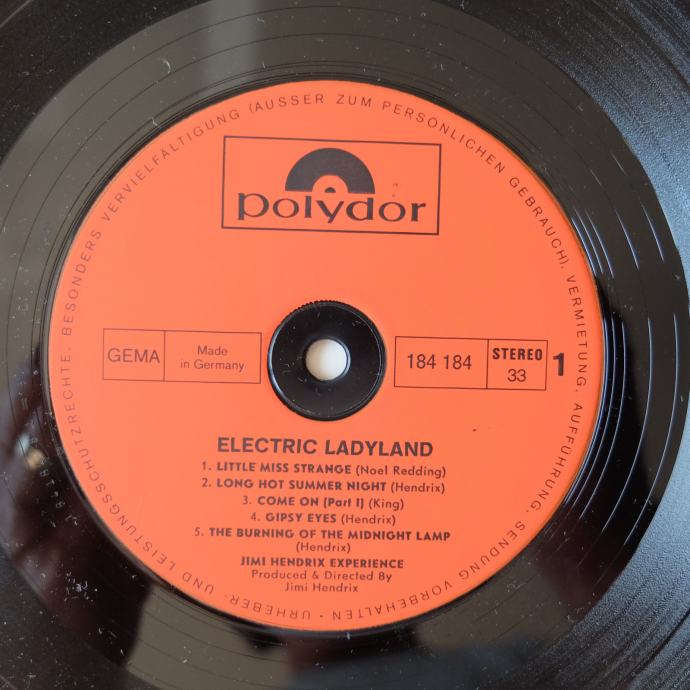 URHEBER- UND LEISTUNGSSCHUTZRECHTE, BESONDERS VERVIELFÄLTIGUNG (AUSSER ZUM PERSÖNLICHEN GEBRAUCH), VERMIETUNG, AUFFÜHRUNG, SENDUNG VORBEHALTEN ·
polydor
GEMA
Made
in Germany
184 184
STEREO
33
1
ELECTRIC LADYLAND
1. LITTLE MISS STRANGE (Noel Redding)
2. LONG HOT SUMMER NIGHT (Hendrix)
3. COME ON (Part I) (King)
4. GIPSY EYES (Hendrix)
5. THE BURNING OF THE MIDNIGHT LAMP
(Hendrix)
JIMI HENDRIX EXPERIENCE
Produced & Directed By
Jimi Hendrix